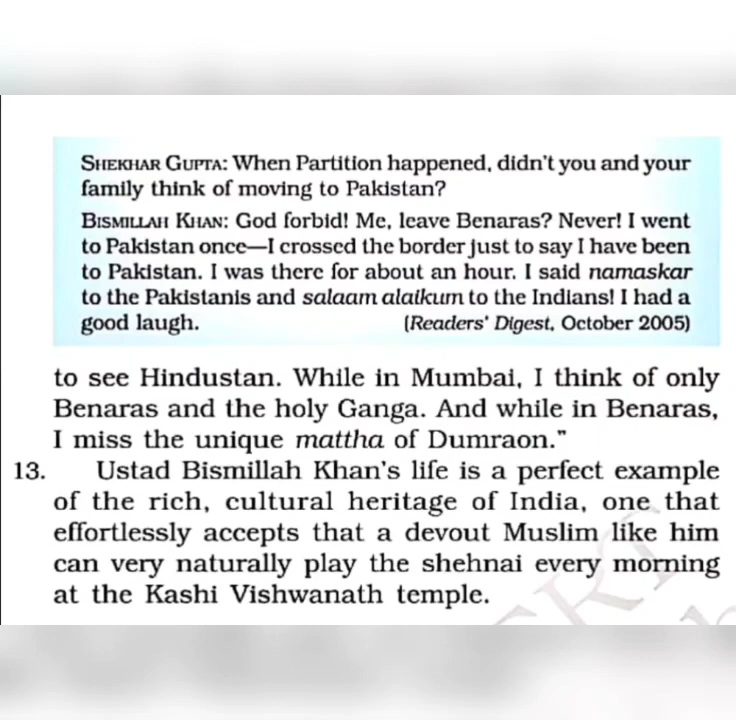 SHEKHAR GUPTA: When Partition happened, didn't you and your
family think of moving to Pakistan?
BISMILLAH KHAN: God forbid! Me, leave Benaras? Never! I went
to Pakistan once—I crossed the border just to say I have been
to Pakistan. I was there for about an hour. I said namaskar
to the Pakistanis and salaam alaikum to the Indians! I had a
good laugh. (Readers' Digest, October 2005)
to see Hindustan. While in Mumbai, I think of only
Benaras and the holy Ganga. And while in Benaras,
I miss the unique mattha of Dumraon."
13. Ustad Bismillah Khan's life is a perfect example
of the rich, cultural heritage of India, one that
effortlessly accepts that a devout Muslim like him
can very naturally play the shehnai every morning
at the Kashi Vishwanath temple.